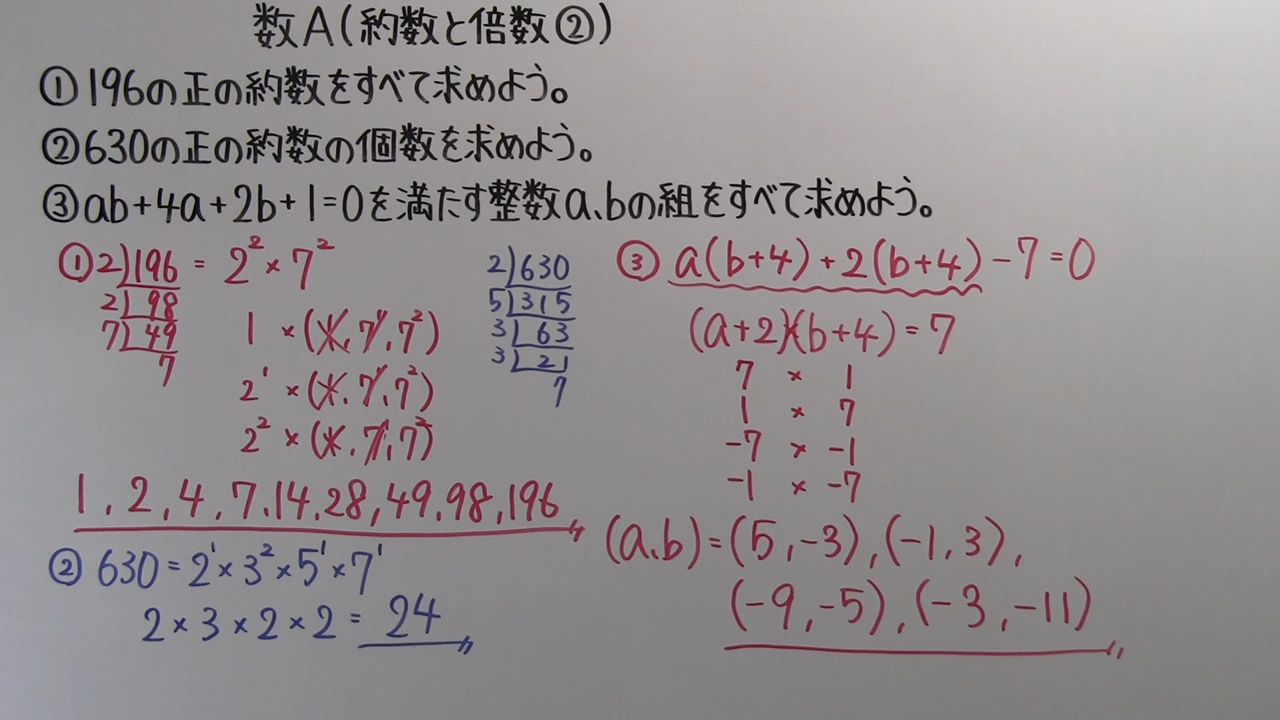 数A(約数と倍数②)
①196の正の約数をすべて求めよう。
②630の正の約数の個数を求めよう。
③ab+4a+2b+1=0を満たす整数a、bの組をすべて求めよう。
①2)196 = 2²×7²
2)98
7)49
7
1 ×(1, 7¹, 7²)
2¹ ×(1, 7¹, 7²)
2² ×(1, 7¹, 7²)
1, 2, 4, 7, 14, 28, 49, 98, 196
2)630
5)315
3)63
3)21
7
②630=2¹×3²×5¹×7¹
2×3×2×2=24
③a(b+4)+2(b+4)-7=0
(a+2)(b+4)=7
7 × 1
1 × 7
-7 × -1
-1 × -7
(a、b)=(5,-3),(-1,3),
(-9,-5),(-3,-11)